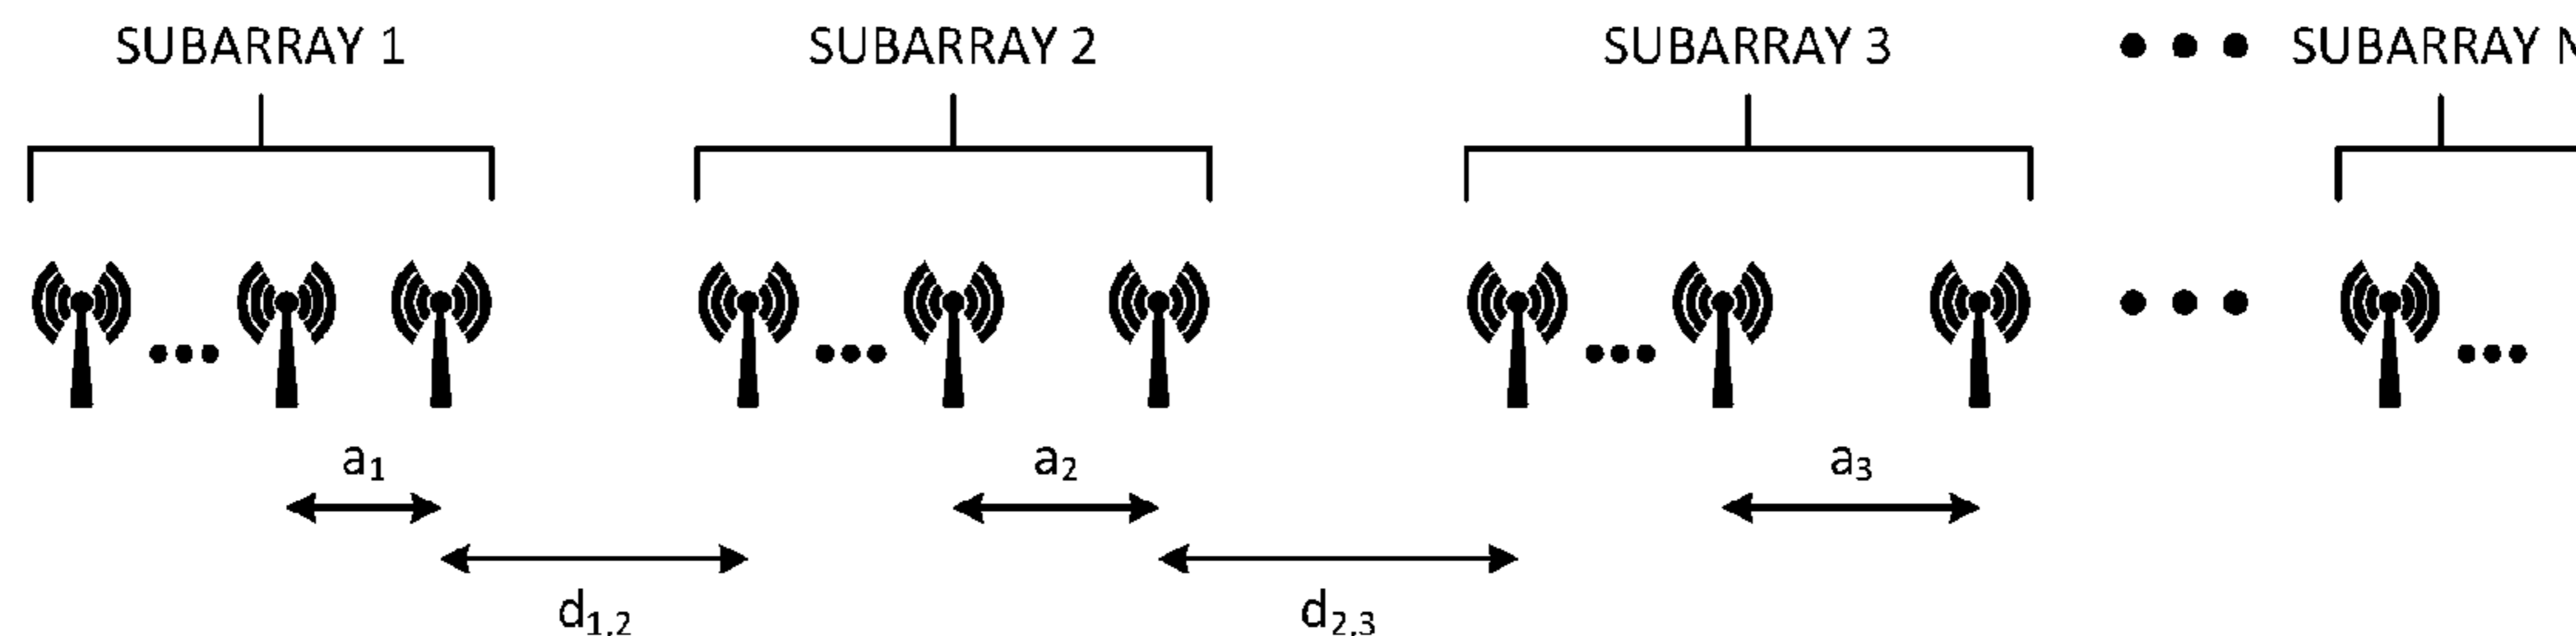 SUBARRAY 1 SUBARRAY 2 SUBARRAY 3 ● ● ● SUBARRAY N
a₁ a₂ a₃
d₁,₂ d₂,₃